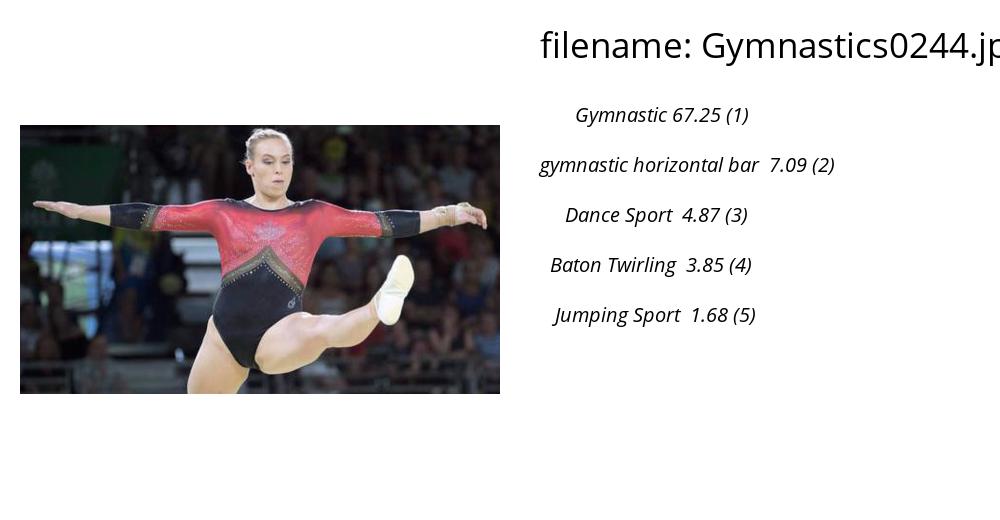 filename: Gymnastics0244.jp
Gymnastic 67.25 (1)
gymnastic horizontal bar 7.09 (2)
Dance Sport 4.87 (3)
Baton Twirling 3.85 (4)
Jumping Sport 1.68 (5)